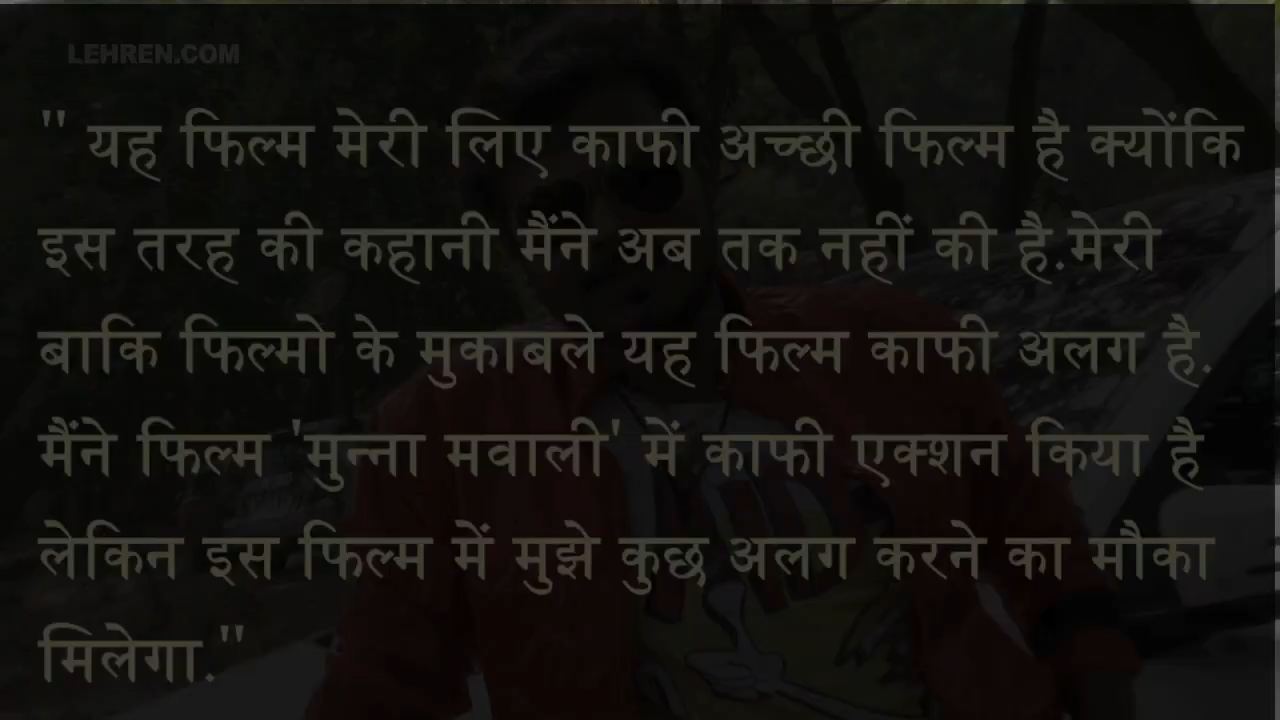 LEHREN.COM
" यह फिल्म मेरी लिए काफी अच्छी फिल्म है क्योंकि
इस तरह की कहानी मैंने अब तक नहीं की है.मेरी
बाकि फिल्मो के मुकाबले यह फिल्म काफी अलग है.
मैंने फिल्म 'मुन्ना मवाली' में काफी एक्शन किया है
लेकिन इस फिल्म में मुझे कुछ अलग करने का मौका
मिलेगा."